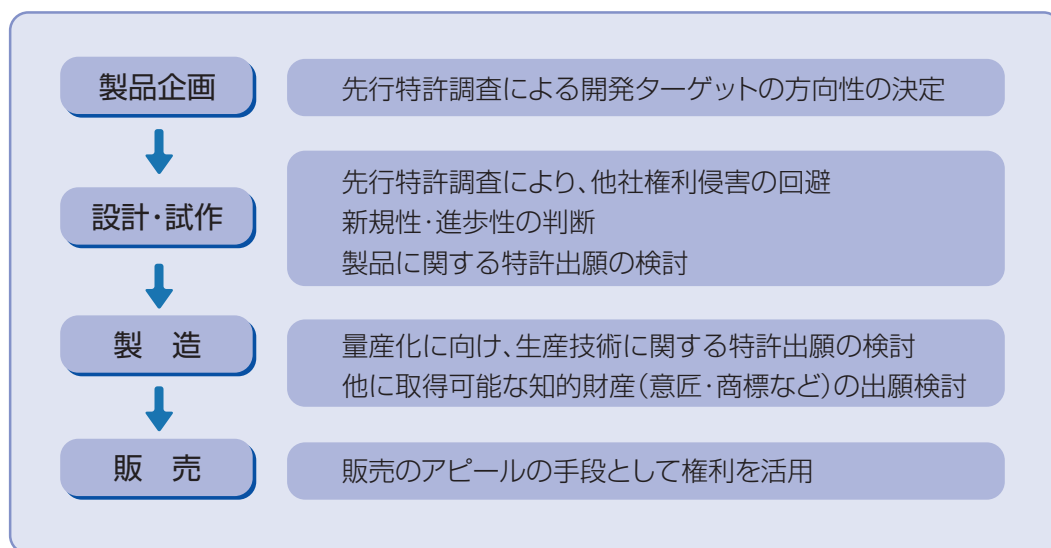 製品企画
先行特許調査による開発ターゲットの方向性の決定
設計・試作
先行特許調査により、他社権利侵害の回避
新規性・進歩性の判断
製品に関する特許出願の検討
製　造
量産化に向け、生産技術に関する特許出願の検討
他に取得可能な知的財産（意匠・商標など）の出願検討
販　売
販売のアピールの手段として権利を活用